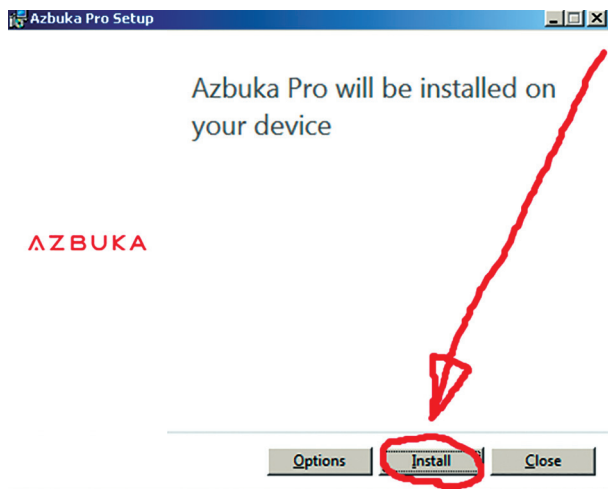 Azbuka Pro Setup
Azbuka Pro will be installed on
your device
AZBUKA
Options
Install
Close